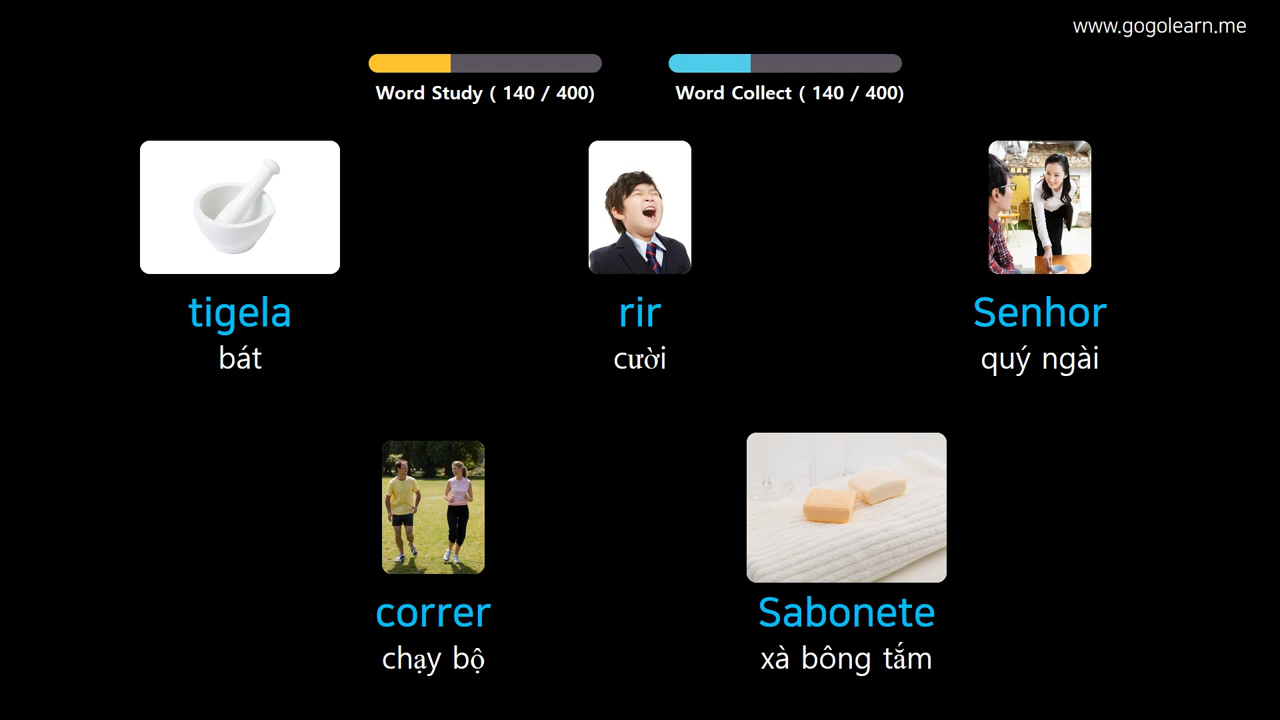 www.gogolearn.me
Word Study ( 140 / 400)
Word Collect ( 140 / 400)
tigela
bát
rir
cười
Senhor
quý ngài
correr
chạy bộ
Sabonete
xà bông tắm